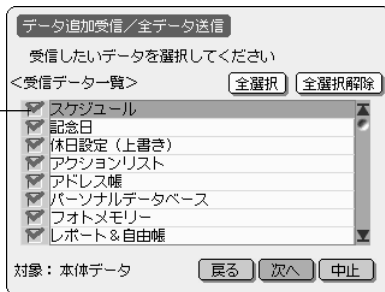 データ追加受信／全データ送信
受信したいデータを選択してください
＜受信データ一覧＞ 全選択 全選択解除
スケジュール
記念日
休日設定（上書き）
アクションリスト
アドレス帳
パーソナルデータベース
フォトメモリー
レポート＆自由帳
対象：本体データ 戻る 次へ 中止